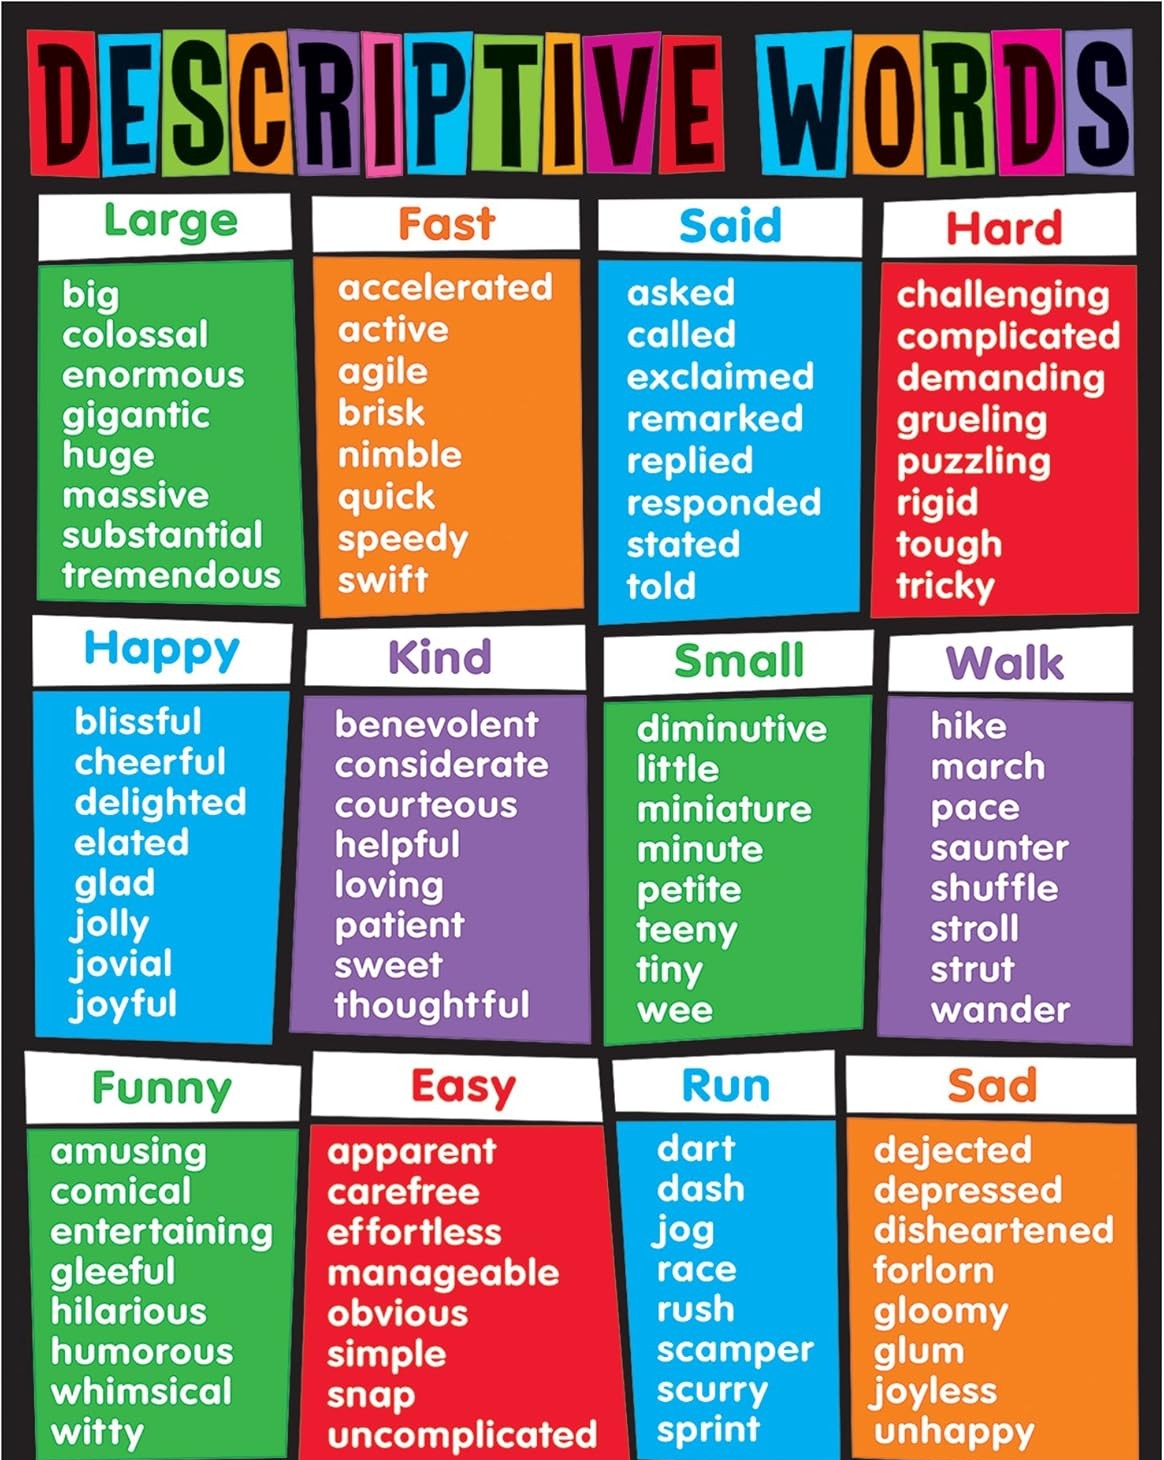 DESCRIPTIVE WORDS
Large
big
colossal
enormous
gigantic
huge
massive
substantial
tremendous
Fast
accelerated
active
agile
brisk
nimble
quick
speedy
swift
Said
asked
called
exclaimed
remarked
replied
responded
stated
told
Hard
challenging
complicated
demanding
grueling
puzzling
rigid
tough
tricky
Happy
blissful
cheerful
delighted
elated
glad
jolly
jovial
joyful
Kind
benevolent
considerate
courteous
helpful
loving
patient
sweet
thoughtful
Small
diminutive
little
miniature
minute
petite
teeny
tiny
wee
Walk
hike
march
pace
saunter
shuffle
stroll
strut
wander
Funny
amusing
comical
entertaining
gleeful
hilarious
humorous
whimsical
witty
Easy
apparent
carefree
effortless
manageable
obvious
simple
snap
uncomplicated
Run
dart
dash
jog
race
rush
scamper
scurry
sprint
Sad
dejected
depressed
disheartened
forlorn
gloomy
glum
joyless
unhappy